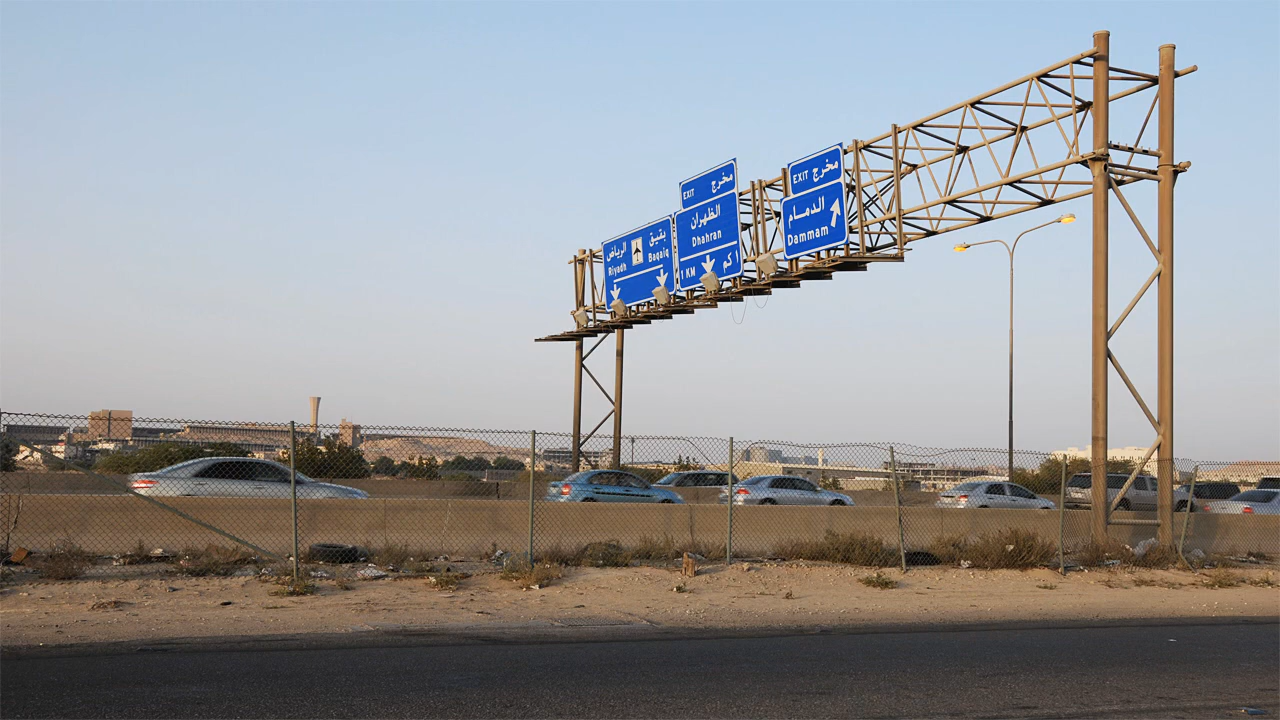 الرياض بقيق
Riyadh Baqaiq
EXIT مخرج
الظهران
Dhahran
1 KM ١ كم
EXIT مخرج
الدمام
Dammam